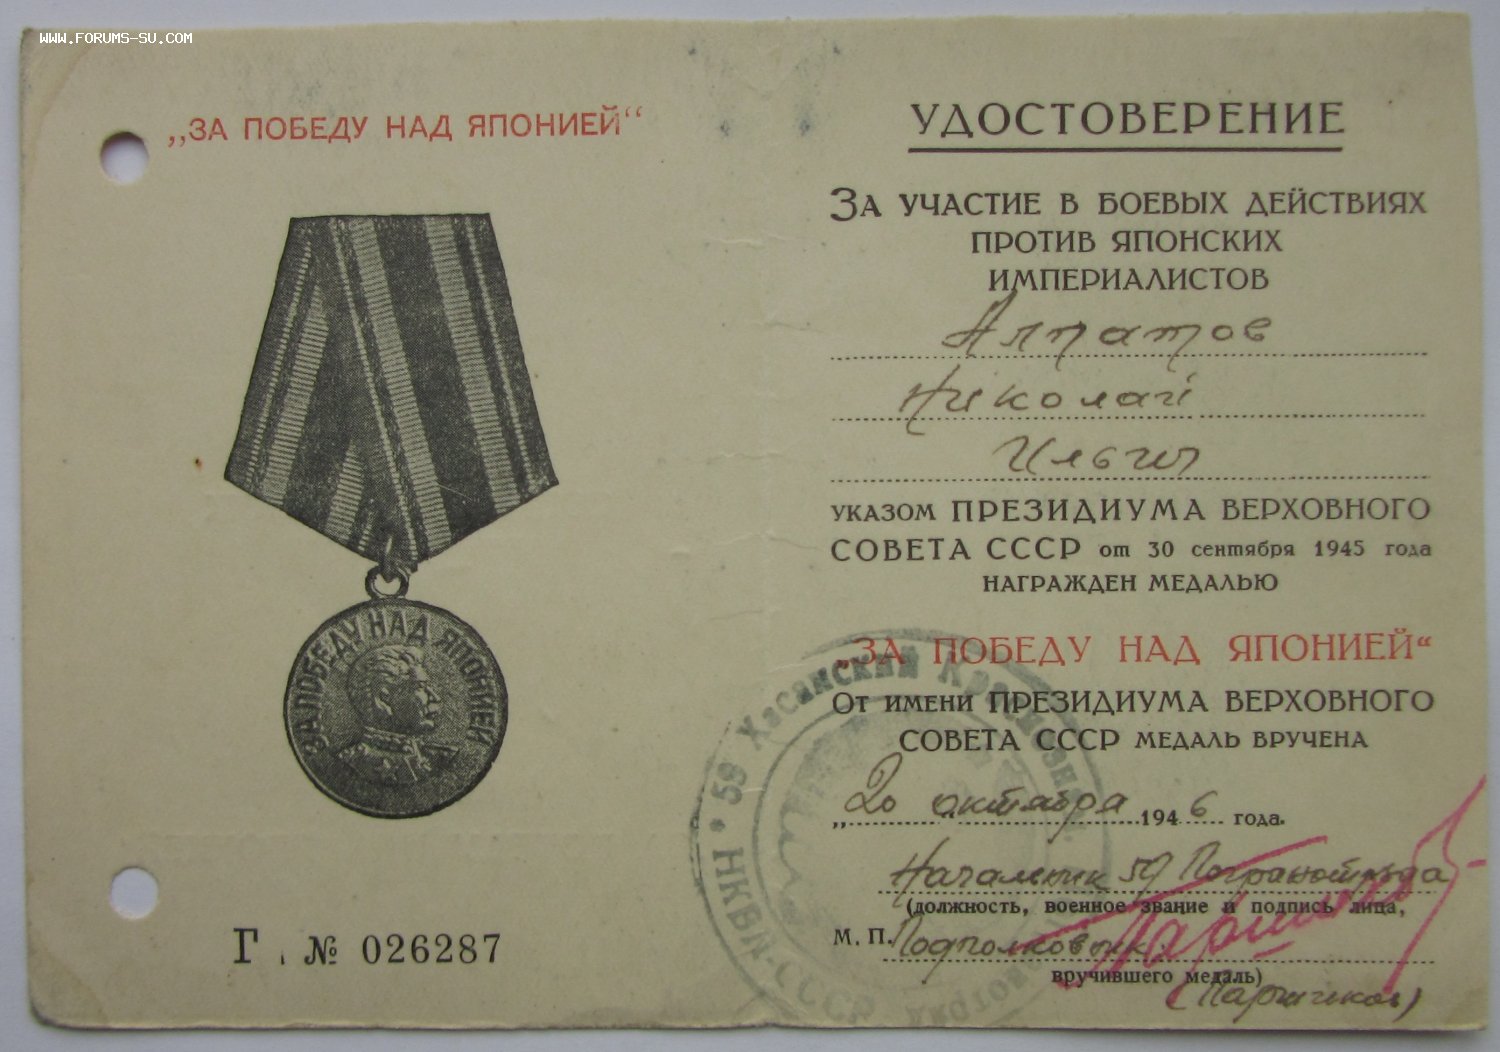 WWW.FORUMS-SU.COM
„ЗА ПОБЕДУ НАД ЯПОНИЕЙ“
ЗА ПОБЕДУ НАД ЯПОНИЕЙ
Г. № 026287
УДОСТОВЕРЕНИЕ
ЗА УЧАСТИЕ В БОЕВЫХ ДЕЙСТВИЯХ
ПРОТИВ ЯПОНСКИХ
ИМПЕРИАЛИСТОВ
Алпатов
Николай
Ильич
УКАЗОМ ПРЕЗИДИУМА ВЕРХОВНОГО
СОВЕТА СССР от 30 сентября 1945 года
НАГРАЖДЕН МЕДАЛЬЮ
„ЗА ПОБЕДУ НАД ЯПОНИЕЙ“
ОТ ИМЕНИ ПРЕЗИДИУМА ВЕРХОВНОГО
СОВЕТА СССР МЕДАЛЬ ВРУЧЕНА
„20 октября 1946 года.
Начальник 59 Погранотряда
(должность, военное звание и подпись лица,
М. П. Подполковник
вручившего медаль)
59 Хасанский Краснозн
НКВД-СССР